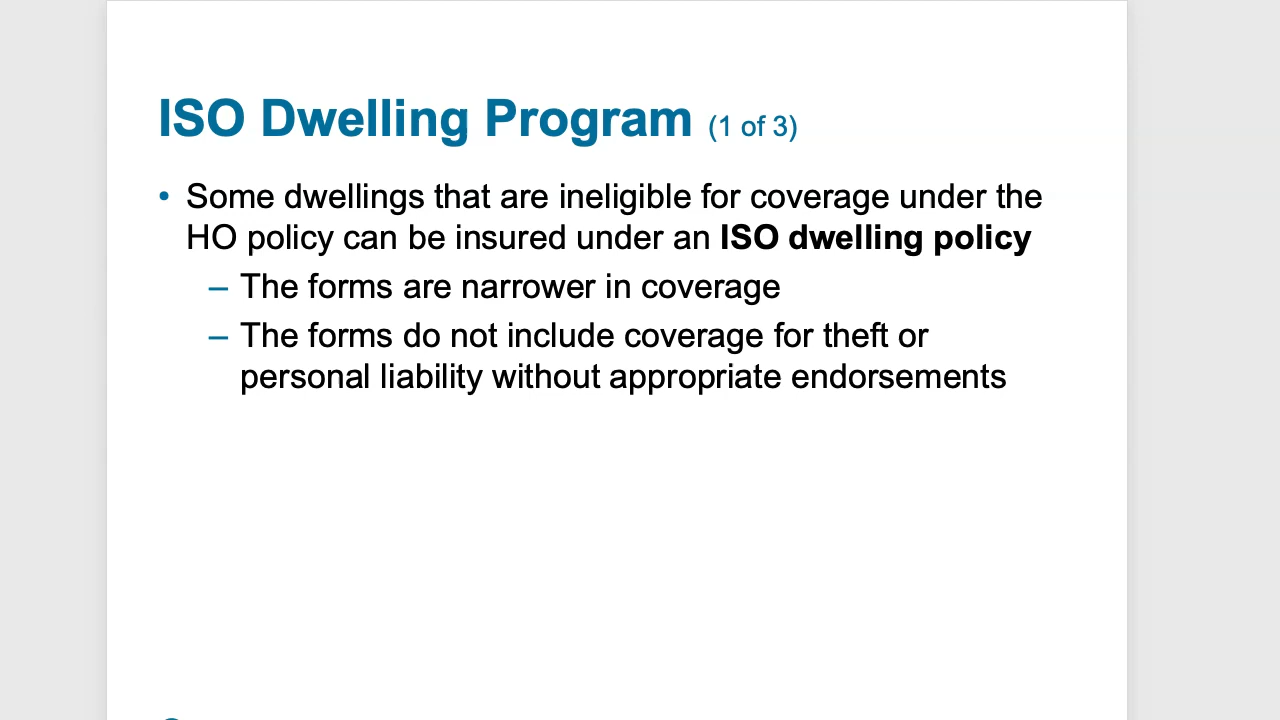 ISO Dwelling Program (1 of 3)
• Some dwellings that are ineligible for coverage under the
HO policy can be insured under an ISO dwelling policy
– The forms are narrower in coverage
– The forms do not include coverage for theft or
personal liability without appropriate endorsements